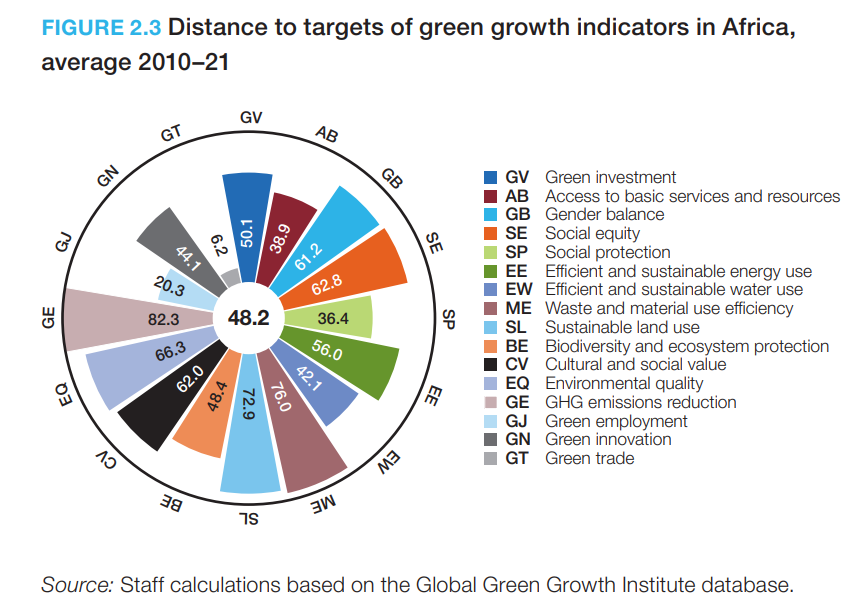 FIGURE 2.3 Distance to targets of green growth indicators in Africa,
average 2010–21
GV
AB
GB
SE
SP
EE
EW
ME
SL
BE
CV
EQ
GE
GJ
GN
GT
50.1
38.9
61.2
62.8
36.4
56.0
42.1
76.0
72.9
48.4
62.0
66.3
82.3
20.3
44.1
6.2
48.2
GV Green investment
AB Access to basic services and resources
GB Gender balance
SE Social equity
SP Social protection
EE Efficient and sustainable energy use
EW Efficient and sustainable water use
ME Waste and material use efficiency
SL Sustainable land use
BE Biodiversity and ecosystem protection
CV Cultural and social value
EQ Environmental quality
GE GHG emissions reduction
GJ Green employment
GN Green innovation
GT Green trade
Source: Staff calculations based on the Global Green Growth Institute database.